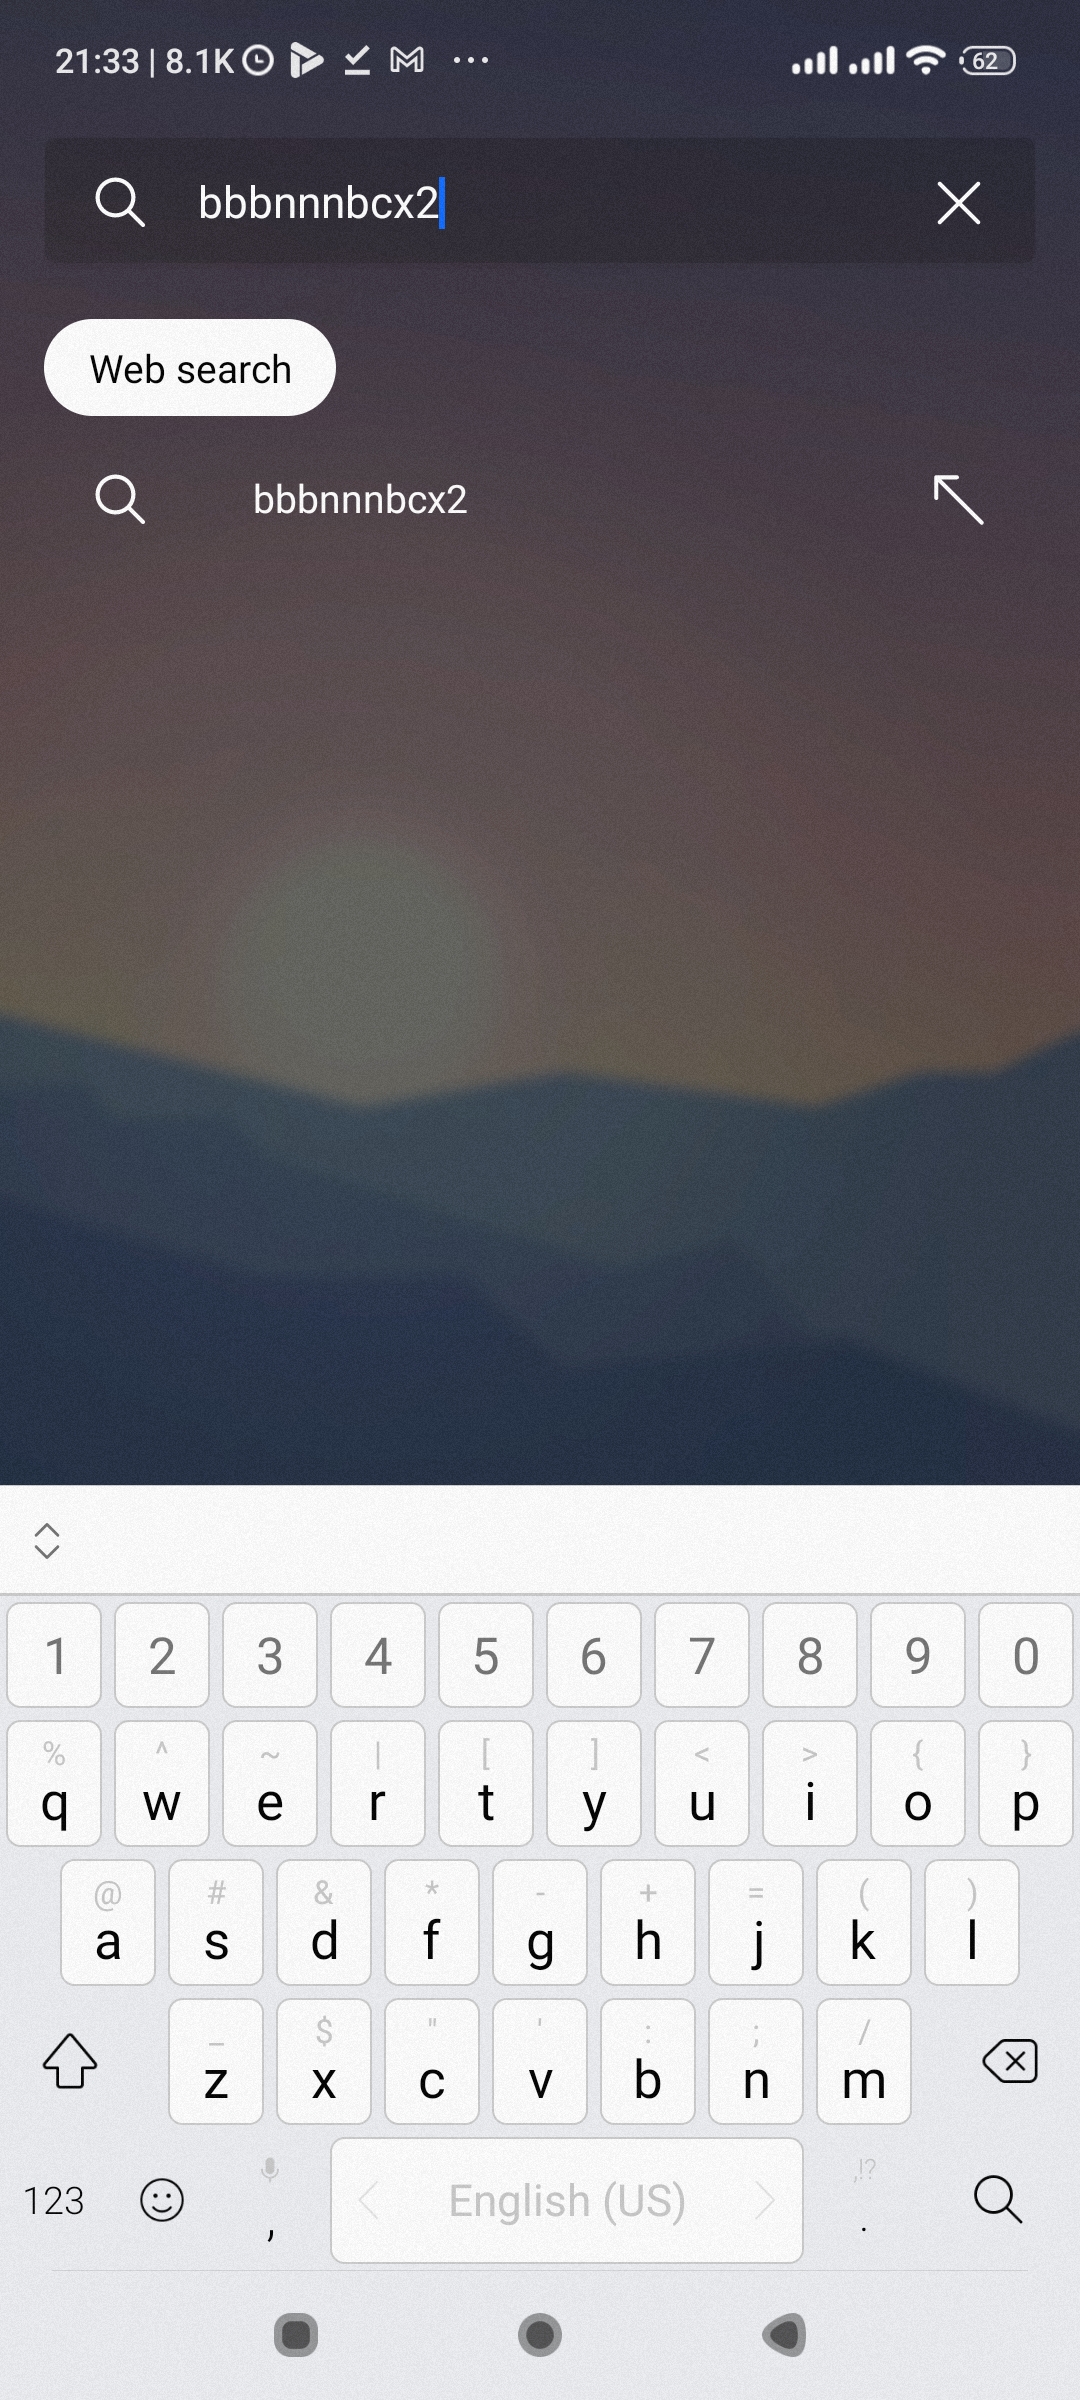 21:33 | 8.1K ... 62
bbbnnnbcx2
Web search
bbbnnnbcx2
1 2 3 4 5 6 7 8 9 0
% ^ ~ | [ ] < > { }
q w e r t y u i o p
@ # & * - + = ( )
a s d f g h j k l
_ $ " ' : ; /
z x c v b n m
,!?
123 , English (US) .